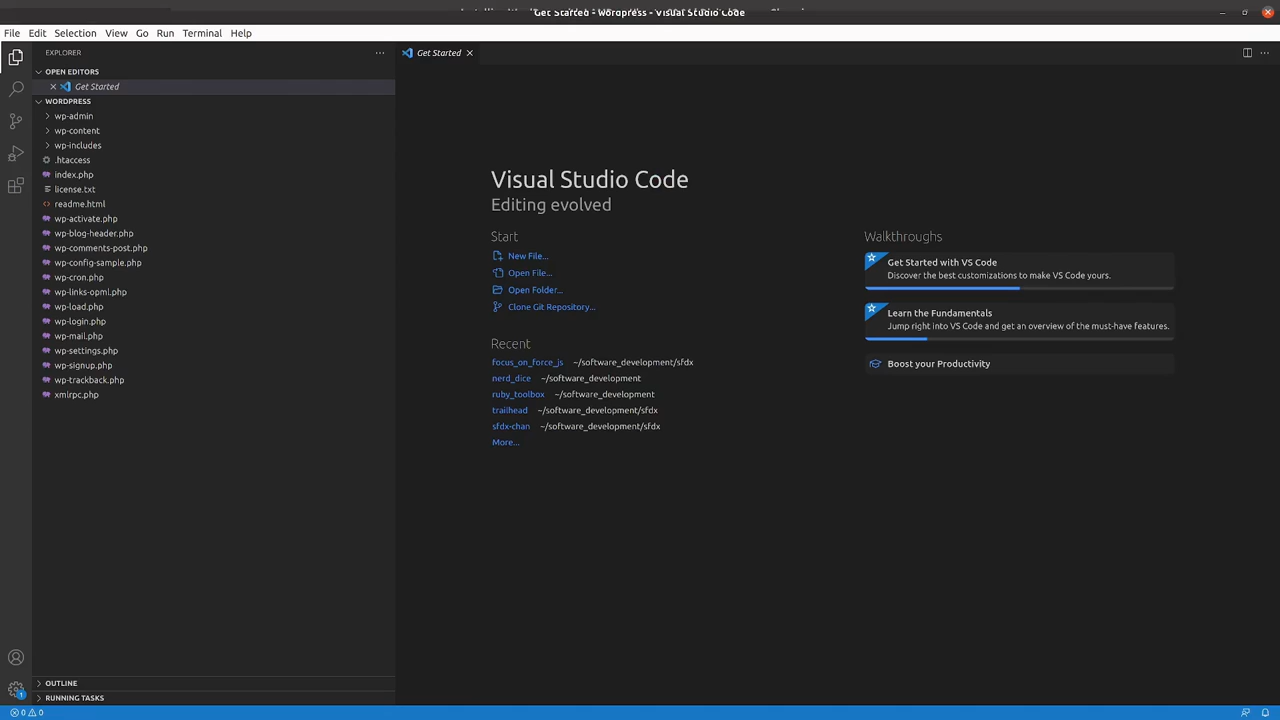 Get Started - Wordpress - Visual Studio Code
File Edit Selection View Go Run Terminal Help
EXPLORER
Get Started
OPEN EDITORS
Get Started
WORDPRESS
wp-admin
wp-content
wp-includes
.htaccess
index.php
license.txt
readme.html
wp-activate.php
wp-blog-header.php
wp-comments-post.php
wp-config-sample.php
wp-cron.php
wp-links-opml.php
wp-load.php
wp-login.php
wp-mail.php
wp-settings.php
wp-signup.php
wp-trackback.php
xmlrpc.php
OUTLINE
RUNNING TASKS
Visual Studio Code
Editing evolved
Start
New File...
Open File...
Open Folder...
Clone Git Repository...
Recent
focus_on_force_js ~/software_development/sfdx
nerd_dice ~/software_development
ruby_toolbox ~/software_development
trailhead ~/software_development/sfdx
sfdx-chan ~/software_development/sfdx
More...
Walkthroughs
Get Started with VS Code
Discover the best customizations to make VS Code yours.
Learn the Fundamentals
Jump right into VS Code and get an overview of the must-have features.
Boost your Productivity
1
0 0